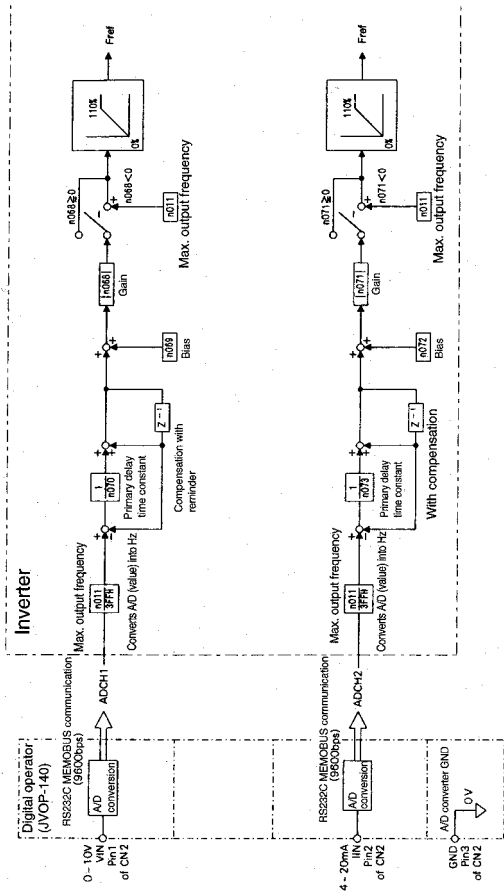 Inverter
Digital operator
(JVOP-140)
RS232C MEMOBUS communication
(9600bps)
0 – 10V
VIN
Pin1
of CN2
A/D
conversion
ADCH1
Max. output frequency
n011
3FFH
Converts A/D (value) into Hz
+
−
1
n070
Primary delay
time constant
+
+
Z⁻¹
Compensation with
reminder
+
+
n069
Bias
|n068|
Gain
n068≧0
−
+
n068<0
n011
Max. output frequency
110%
0%
Fref
RS232C MEMOBUS communication
(9600bps)
4 - 20mA
IIN
Pin2
of CN2
A/D
conversion
ADCH2
Max. output frequency
n011
3FFH
Converts A/D (value) into Hz
+
−
1
n073
Primary delay
time constant
+
+
Z⁻¹
With compensation
+
+
n072
Bias
|n071|
Gain
n071≧0
−
+
n071<0
n011
Max. output frequency
110%
0%
Fref
A/D converter GND
GND
Pin3
of CN2
0V